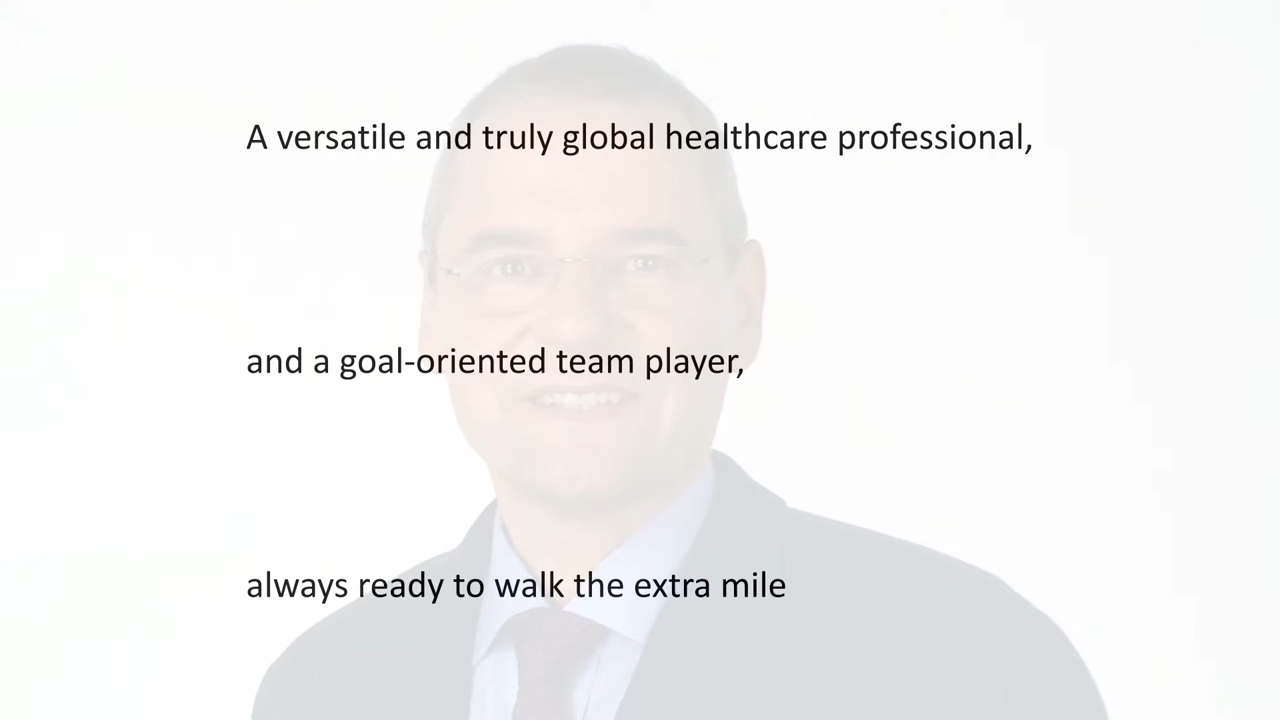 A versatile and truly global healthcare professional,
and a goal-oriented team player,
always ready to walk the extra mile